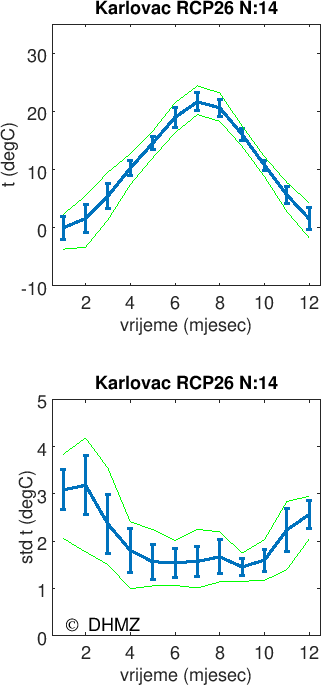 Karlovac RCP26 N:14
30
20
10
0
-10
t (degC)
2 4 6 8 10 12
vrijeme (mjesec)
Karlovac RCP26 N:14
5
4
3
2
1
0
std t (degC)
© DHMZ
2 4 6 8 10 12
vrijeme (mjesec)